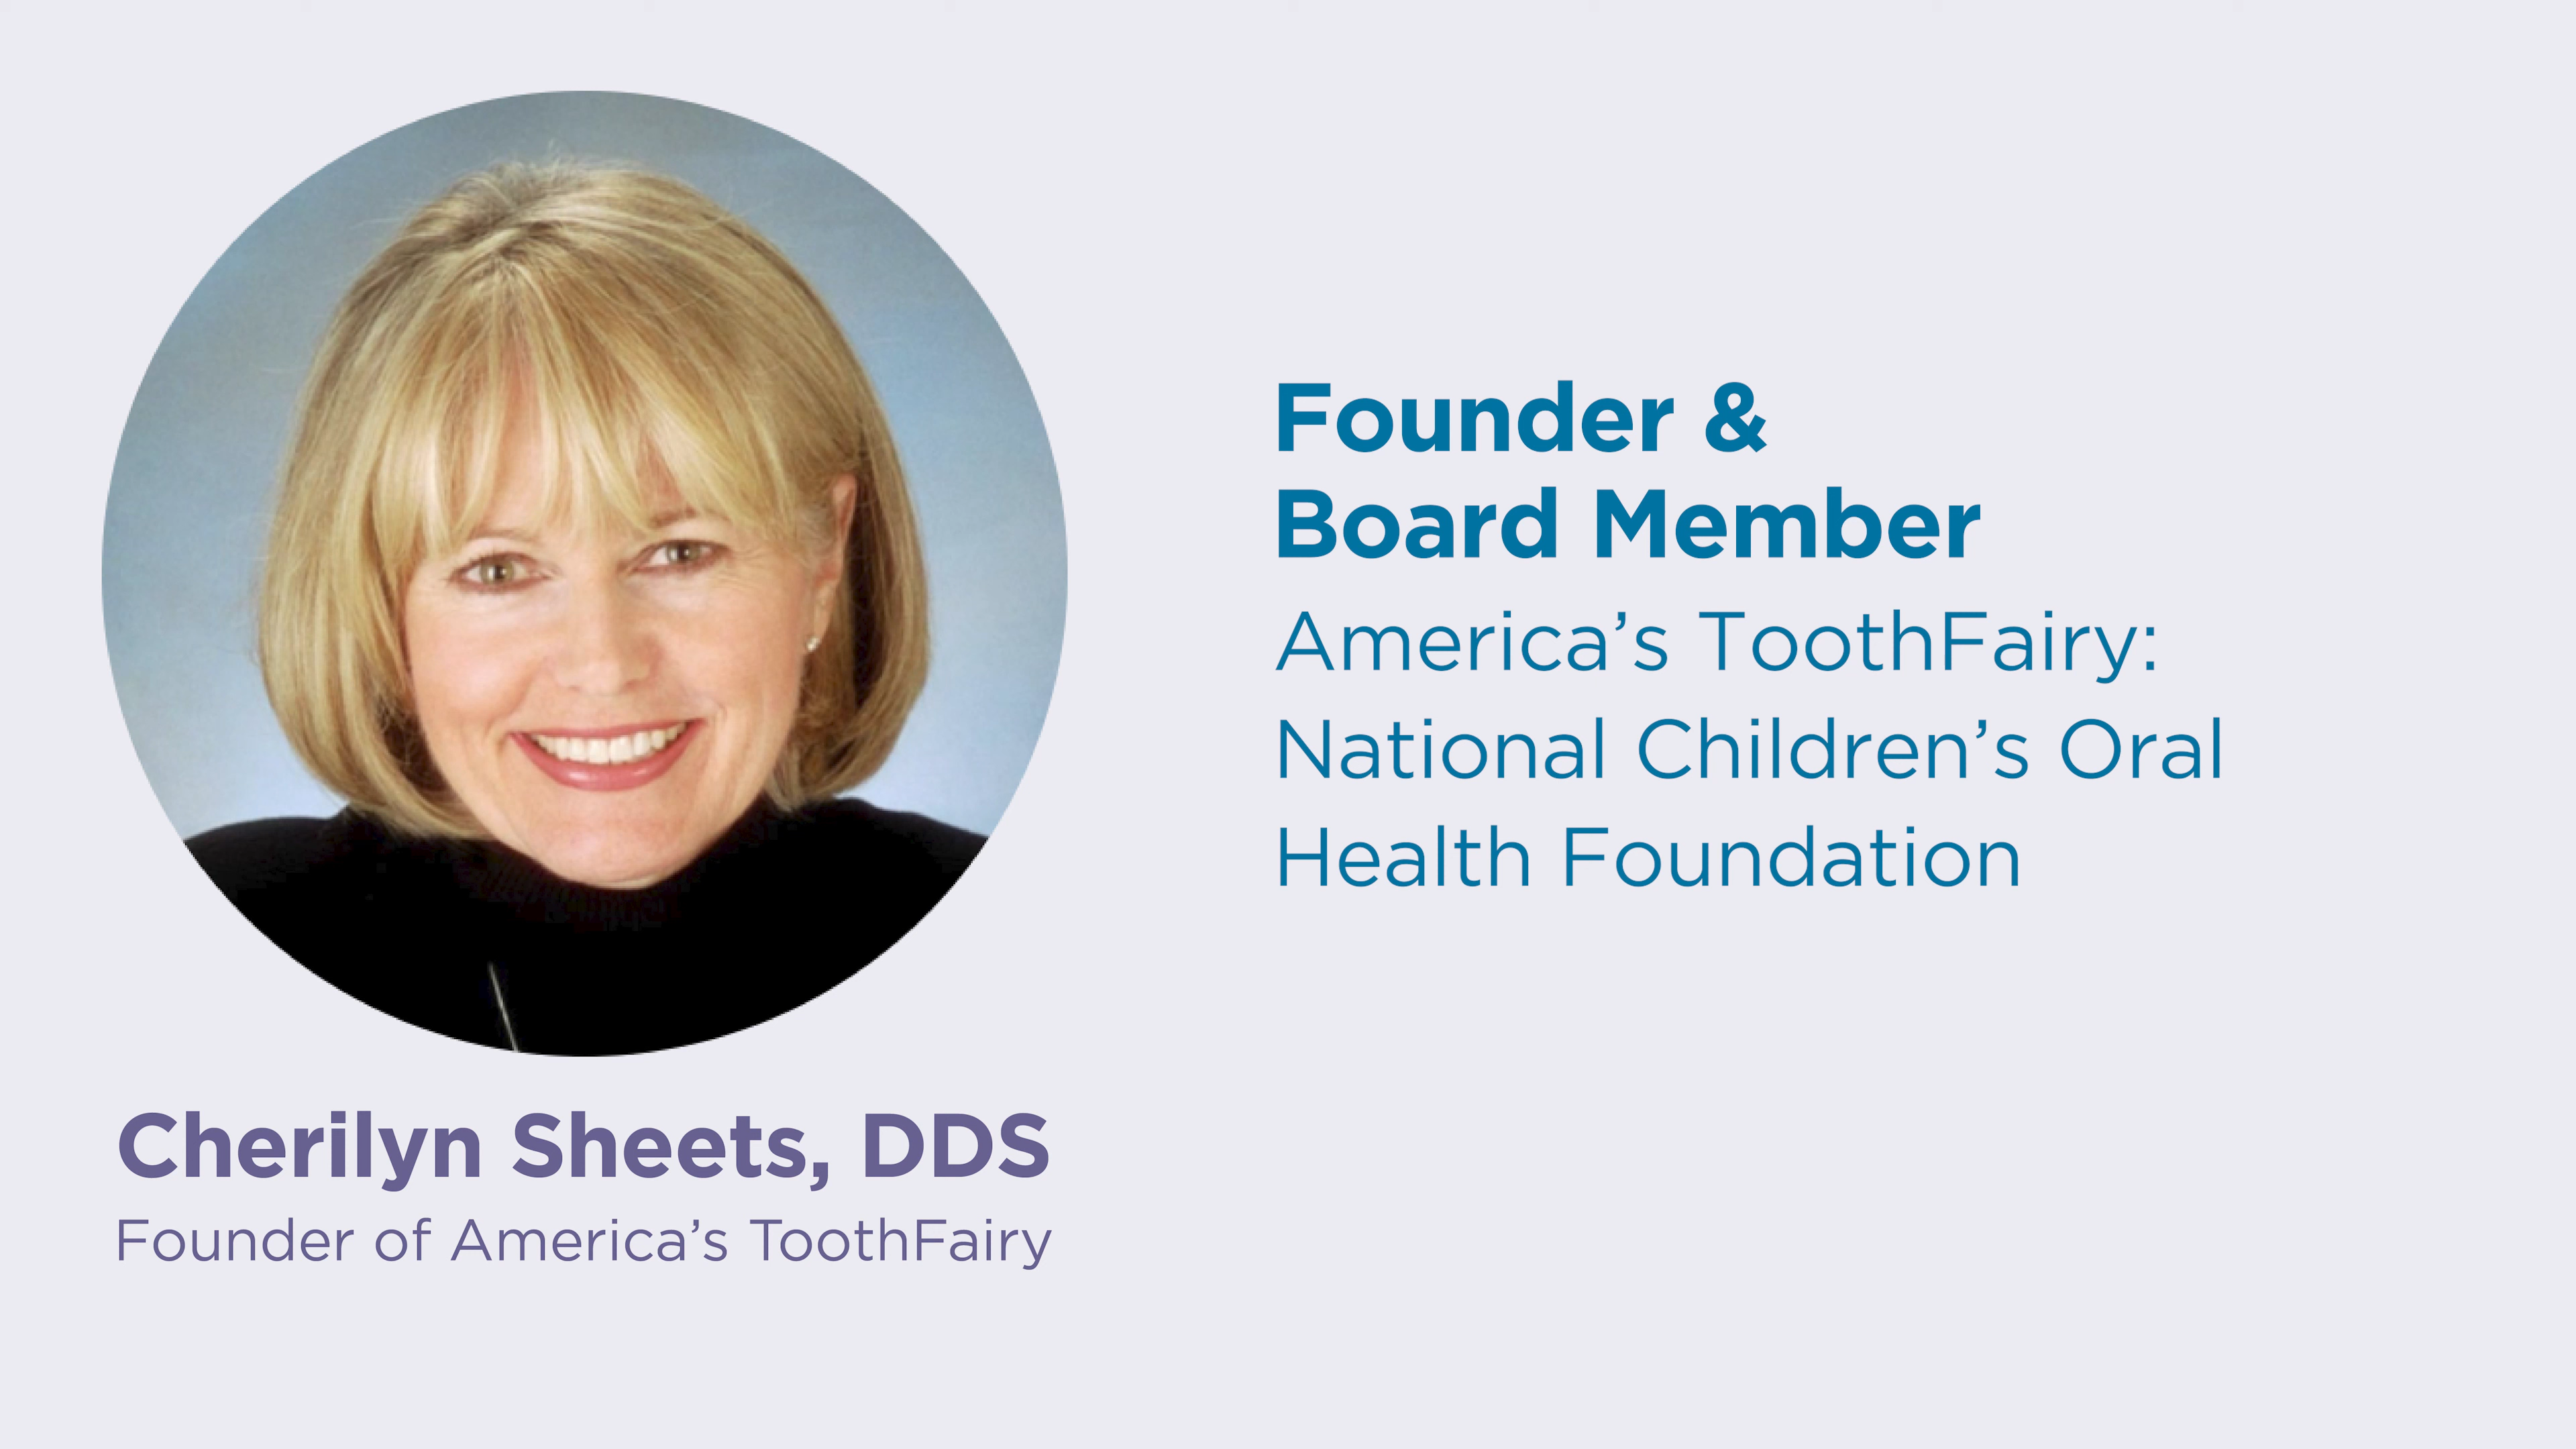 Cherilyn Sheets, DDS
Founder of America’s ToothFairy
Founder &
Board Member
America’s ToothFairy:
National Children’s Oral
Health Foundation